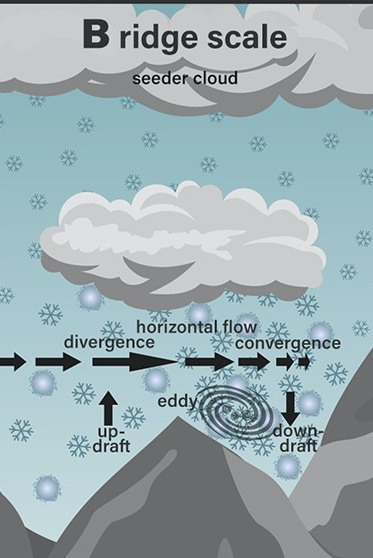 B ridge scale
seeder cloud
horizontal flow
divergence
convergence
eddy
up-
draft
down-
draft